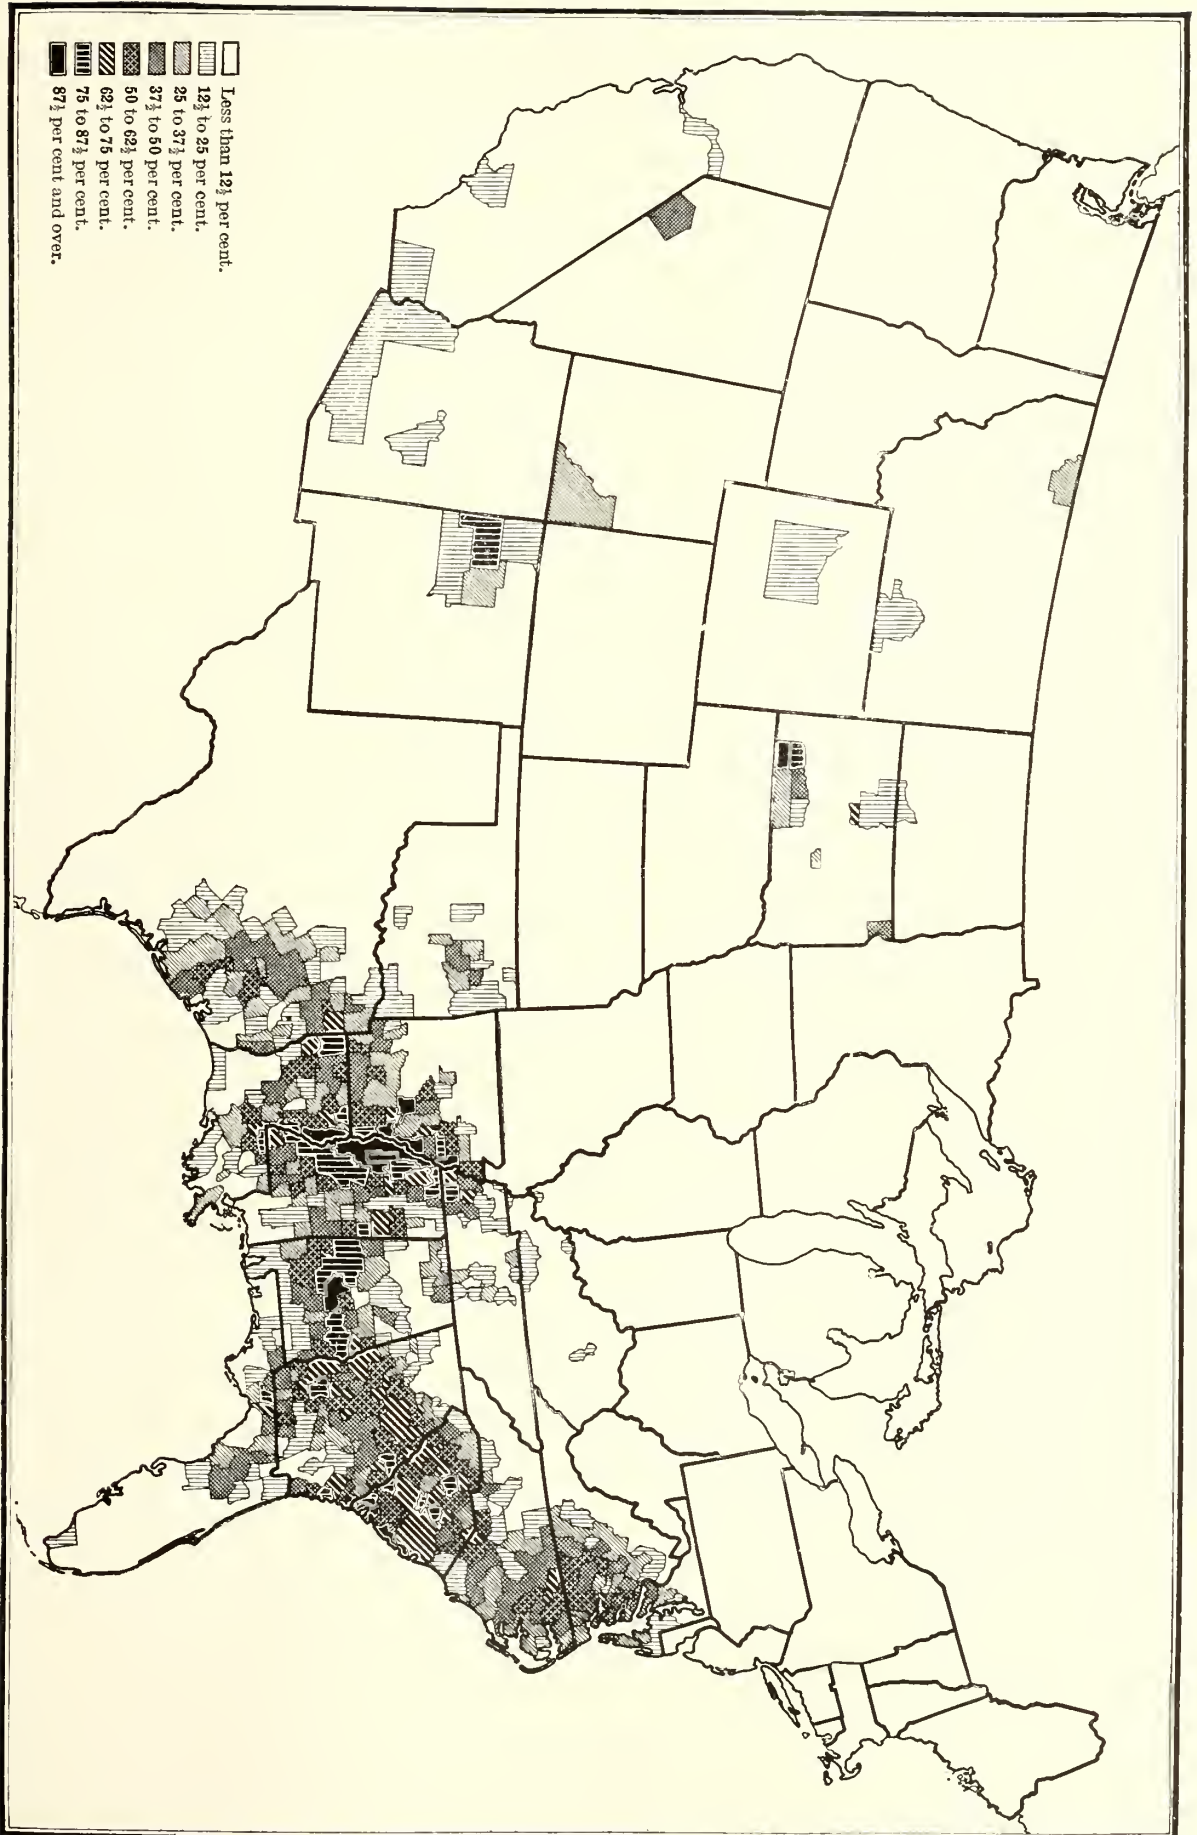 Less than 12½ per cent.
12½ to 25 per cent.
25 to 37½ per cent.
37½ to 50 per cent.
50 to 62½ per cent.
62½ to 75 per cent.
75 to 87½ per cent.
87½ per cent and over.